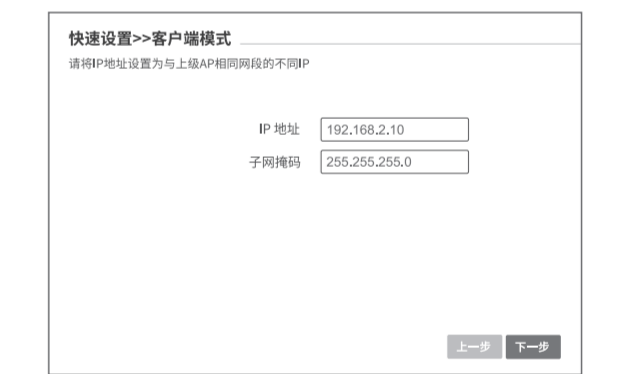 快速设置>>客户端模式
请将IP地址设置为与上级AP相同网段的不同IP
IP 地址 192.168.2.10
子网掩码 255.255.255.0
上一步 下一步